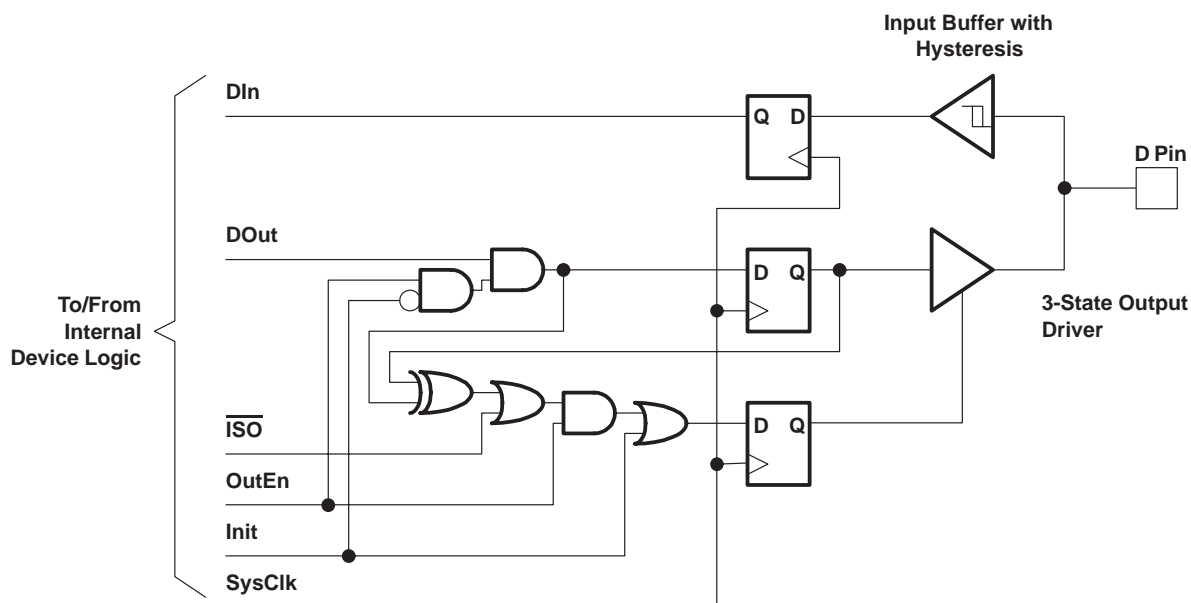 Input Buffer with
Hysteresis
DIn
Q D
D Pin
DOut
D Q
To/From
Internal
Device Logic
3-State Output
Driver
ISO
D Q
OutEn
Init
SysClk